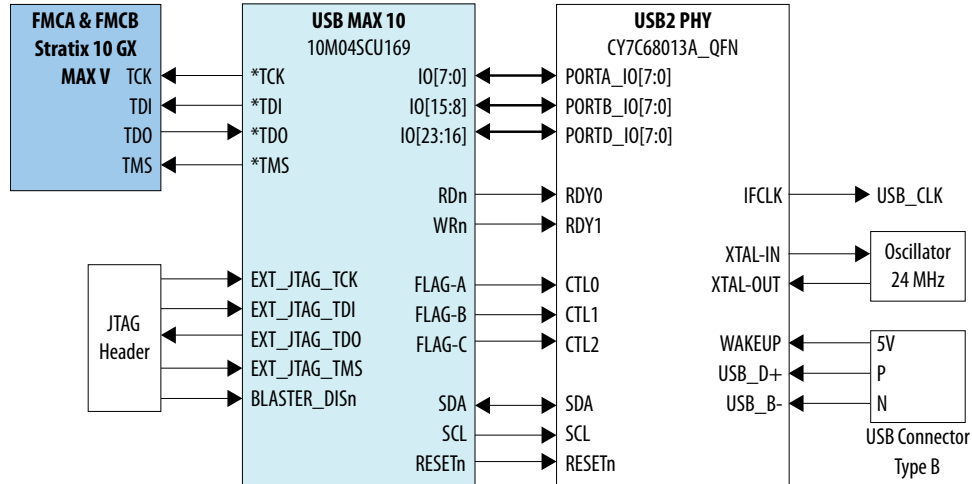 FMCA & FMCB
Stratix 10 GX
MAX V
TCK
TDI
TDO
TMS
USB MAX 10
10M04SCU169
*TCK
*TDI
*TDO
*TMS
IO[7:0]
IO[15:8]
IO[23:16]
RDn
WRn
EXT_JTAG_TCK
EXT_JTAG_TDI
EXT_JTAG_TDO
EXT_JTAG_TMS
BLASTER_DISn
FLAG-A
FLAG-B
FLAG-C
SDA
SCL
RESETn
JTAG
Header
USB2 PHY
CY7C68013A_QFN
PORTA_IO[7:0]
PORTB_IO[7:0]
PORTD_IO[7:0]
RDY0
RDY1
CTL0
CTL1
CTL2
SDA
SCL
RESETn
IFCLK
USB_CLK
XTAL-IN
XTAL-OUT
Oscillator
24 MHz
WAKEUP
USB_D+
USB_B-
5V
P
N
USB Connector
Type B